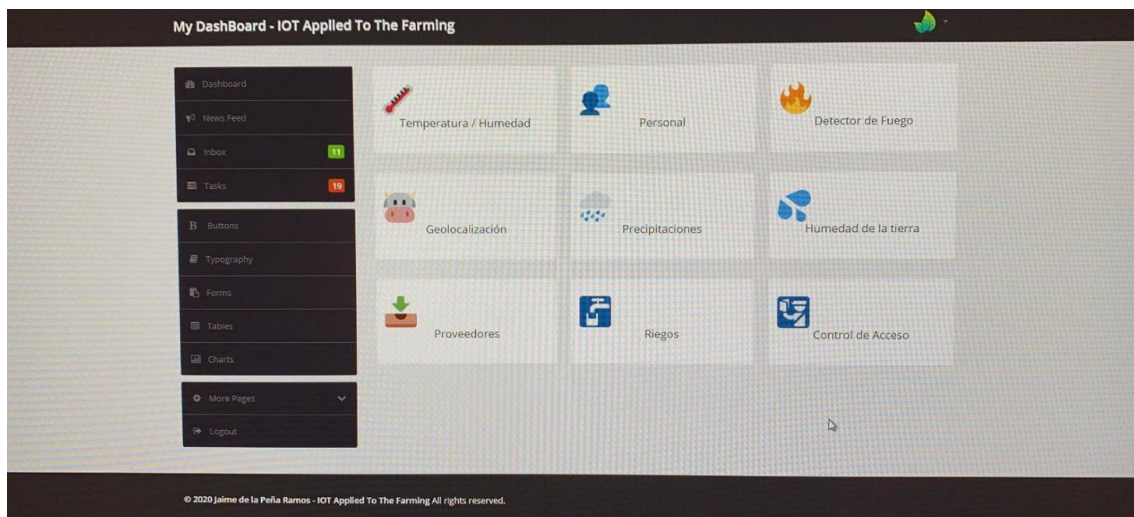 My DashBoard - IOT Applied To The Farming
Dashboard
News Feed
Inbox 11
Tasks 19
B Buttons
Typography
Forms
Tables
Charts
More Pages
Logout
Temperatura / Humedad
Personal
Detector de Fuego
Geolocalización
Precipitaciones
Humedad de la tierra
Proveedores
Riegos
Control de Acceso
© 2020 Jaime de la Peña Ramos - IOT Applied To The Farming All rights reserved.